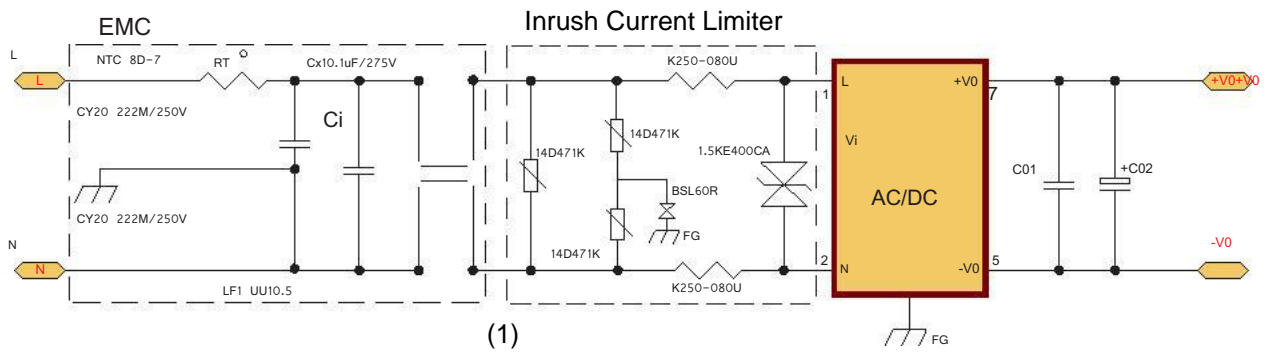 Inrush Current Limiter
EMC
L
NTC 8D-7
RT
Cx10.1uF/275V
K250-080U
L
L
+V0
+V0+V0
1
7
CY20 222M/250V
Ci
Vi
14D471K
14D471K
1.5KE400CA
C01
+C02
BSL60R
AC/DC
CY20 222M/250V
FG
14D471K
N
-V0
N
2
N
-V0
5
K250-080U
LF1 UU10.5
(1)
FG